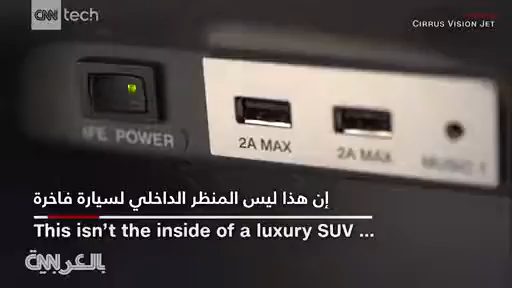 CNN tech
CIRRUS VISION JET
IFE POWER
2A MAX
2A MAX
MUSIC 1
إن هذا ليس المنظر الداخلي لسيارة فاخرة
This isn't the inside of a luxury SUV ...
CNN بالعربية